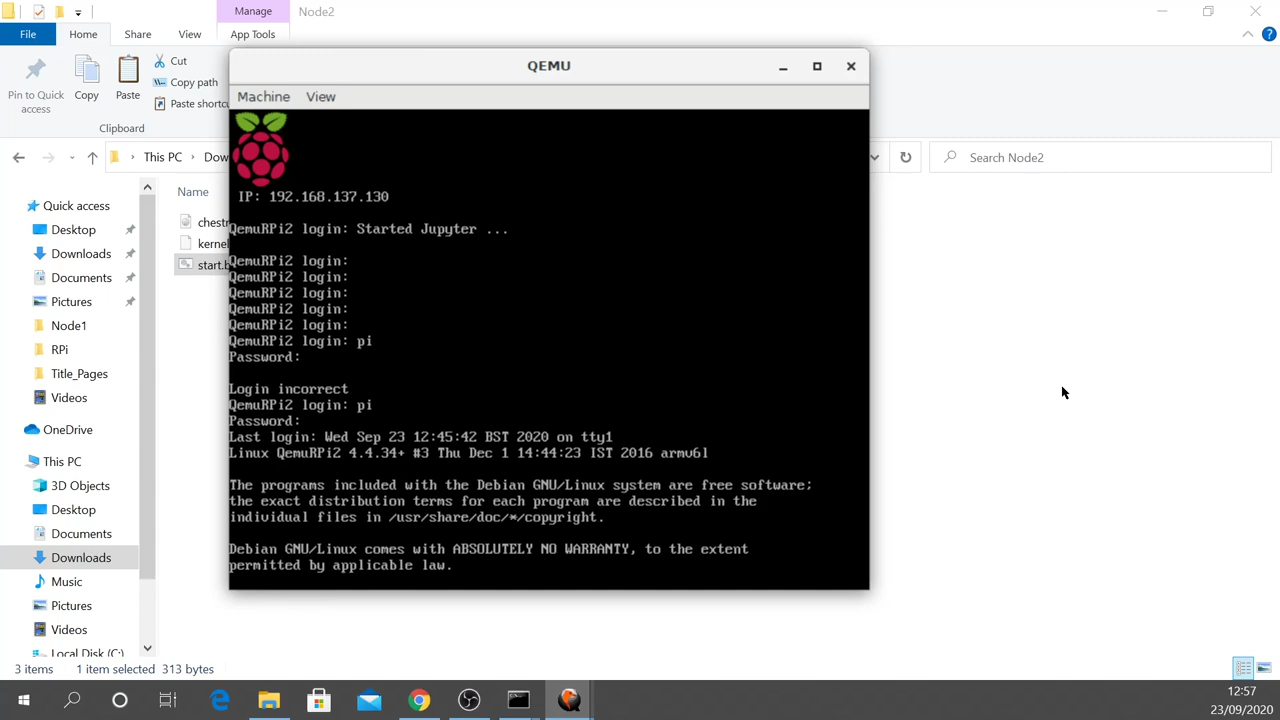 Manage
Node2
File
Home
Share
View
App Tools
Pin to Quick
access
Copy
Paste
Cut
Copy path
Paste shortcu
Clipboard
QEMU
Machine
View
This PC
Dow
Search Node2
Name
chest
kernel
start.b
Quick access
Desktop
Downloads
Documents
Pictures
Node1
RPi
Title_Pages
Videos
OneDrive
This PC
3D Objects
Desktop
Documents
Downloads
Music
Pictures
Videos
Local Disk (C:)
IP: 192.168.137.130
QemuRPi2 login: Started Jupyter ...
QemuRPi2 login:
QemuRPi2 login:
QemuRPi2 login:
QemuRPi2 login:
QemuRPi2 login:
QemuRPi2 login: pi
Password:
Login incorrect
QemuRPi2 login: pi
Password:
Last login: Wed Sep 23 12:45:42 BST 2020 on tty1
Linux QemuRPi2 4.4.34+ #3 Thu Dec 1 14:44:23 IST 2016 armv6l
The programs included with the Debian GNU/Linux system are free software;
the exact distribution terms for each program are described in the
individual files in /usr/share/doc/*/copyright.
Debian GNU/Linux comes with ABSOLUTELY NO WARRANTY, to the extent
permitted by applicable law.
3 items
1 item selected
313 bytes
12:57
23/09/2020